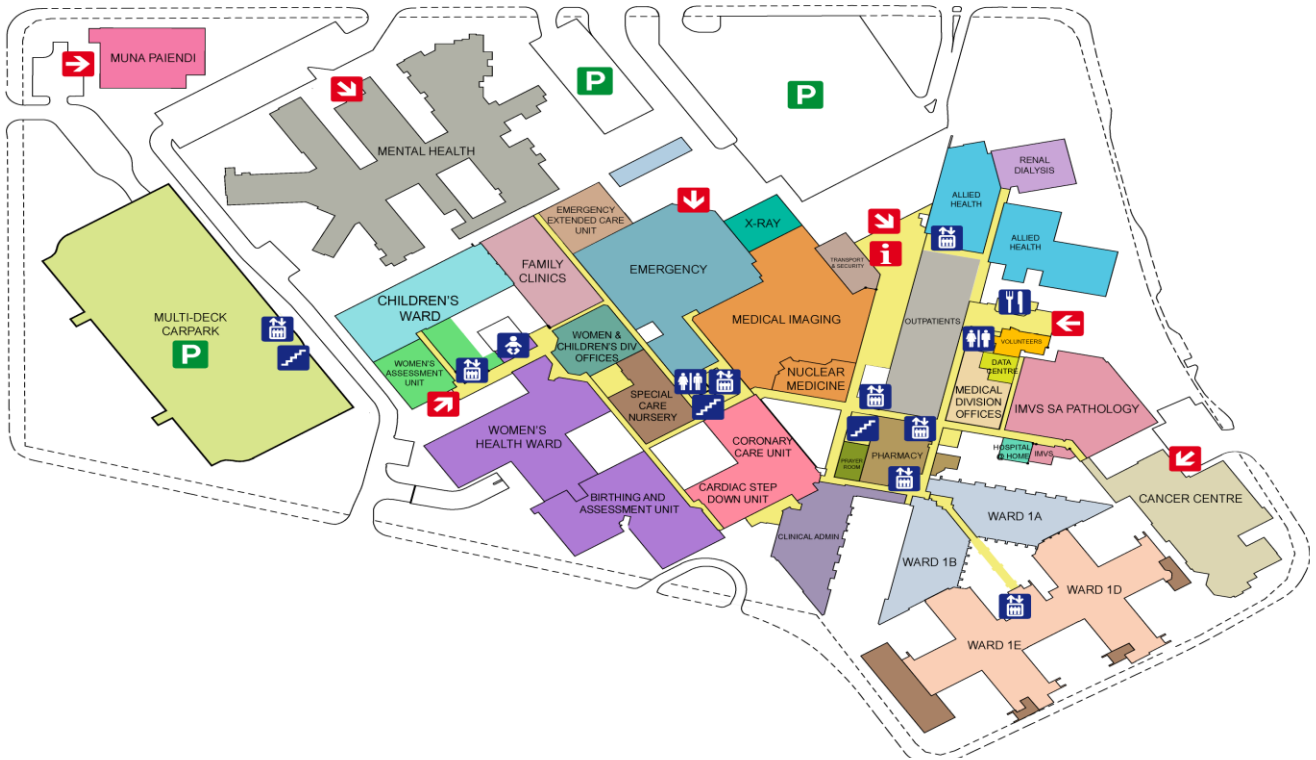 MUNA PAIENDI
P
P
MENTAL HEALTH
RENAL
DIALYSIS
ALLIED
HEALTH
EMERGENCY
EXTENDED CARE
UNIT
X-RAY
ALLIED
HEALTH
TRANSPORT
& SECURITY
i
FAMILY
CLINICS
EMERGENCY
CHILDREN'S
WARD
MULTI-DECK
CARPARK
P
MEDICAL IMAGING
OUTPATIENTS
WOMEN &
CHILDREN'S DIV
OFFICES
VOLUNTEERS
DATA
CENTRE
WOMEN'S
ASSESSMENT
UNIT
NUCLEAR
MEDICINE
MEDICAL
DIVISION
OFFICES
SPECIAL
CARE
NURSERY
IMVS SA PATHOLOGY
WOMEN'S
HEALTH WARD
CORONARY
CARE UNIT
PRAYER
ROOM
PHARMACY
HOSPITAL
@ HOME
IMVS
CARDIAC STEP
DOWN UNIT
BIRTHING AND
ASSESSMENT UNIT
CANCER CENTRE
WARD 1A
CLINICAL ADMIN
WARD 1B
WARD 1D
WARD 1E